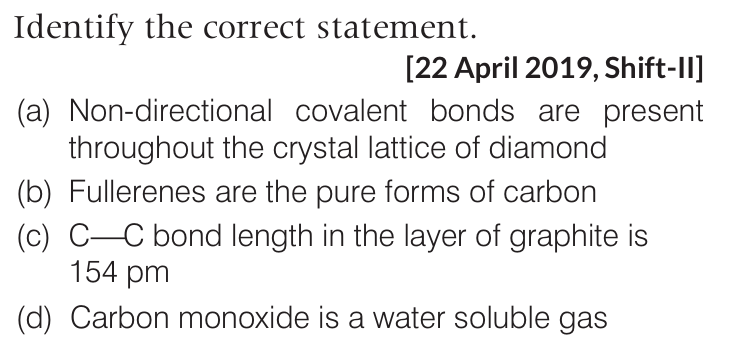 Identify the correct statement.
[22 April 2019, Shift-II]
(a) Non-directional covalent bonds are present
throughout the crystal lattice of diamond
(b) Fullerenes are the pure forms of carbon
(c) C—C bond length in the layer of graphite is
154 pm
(d) Carbon monoxide is a water soluble gas